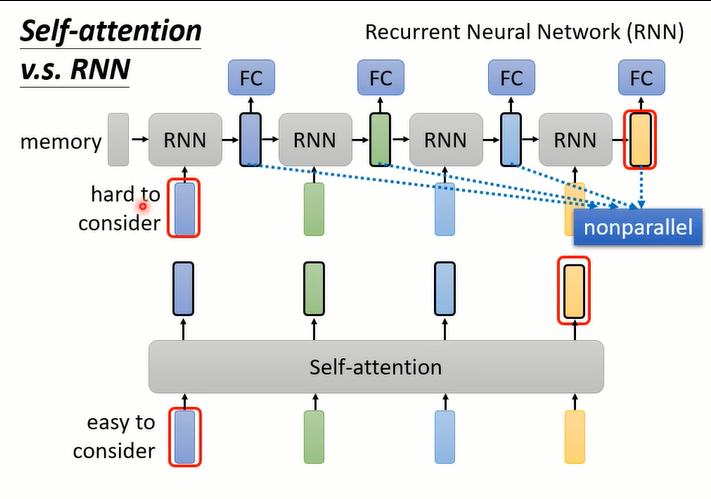 Self-attention
v.s. RNN
Recurrent Neural Network (RNN)
FC FC FC FC
memory RNN RNN RNN RNN
hard to
consider
nonparallel
Self-attention
easy to
consider